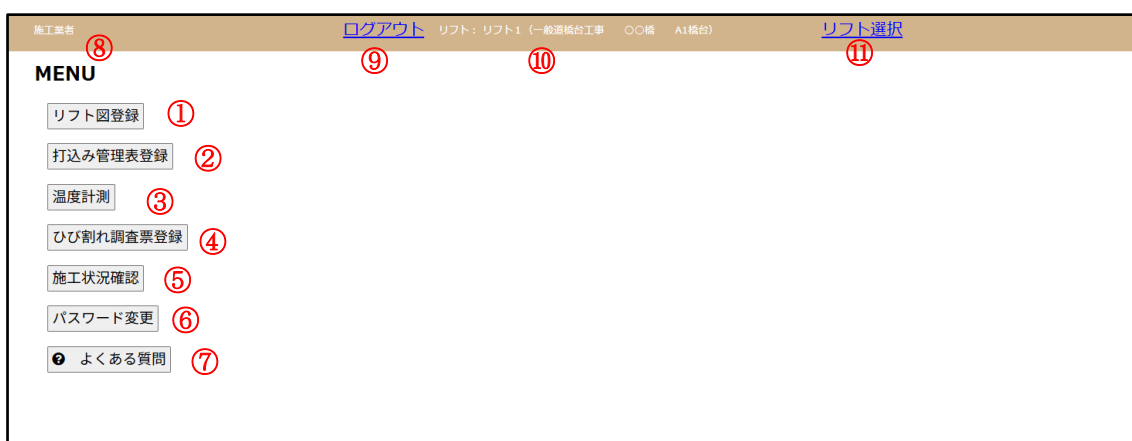 施工業者 ログアウト リフト：リフト1（一般道橋台工事　〇〇橋　A1橋台） リフト選択
⑧ ⑨ ⑩ ⑪
MENU
リフト図登録 ①
打込み管理表登録 ②
温度計測 ③
ひび割れ調査票登録 ④
施工状況確認 ⑤
パスワード変更 ⑥
? よくある質問 ⑦